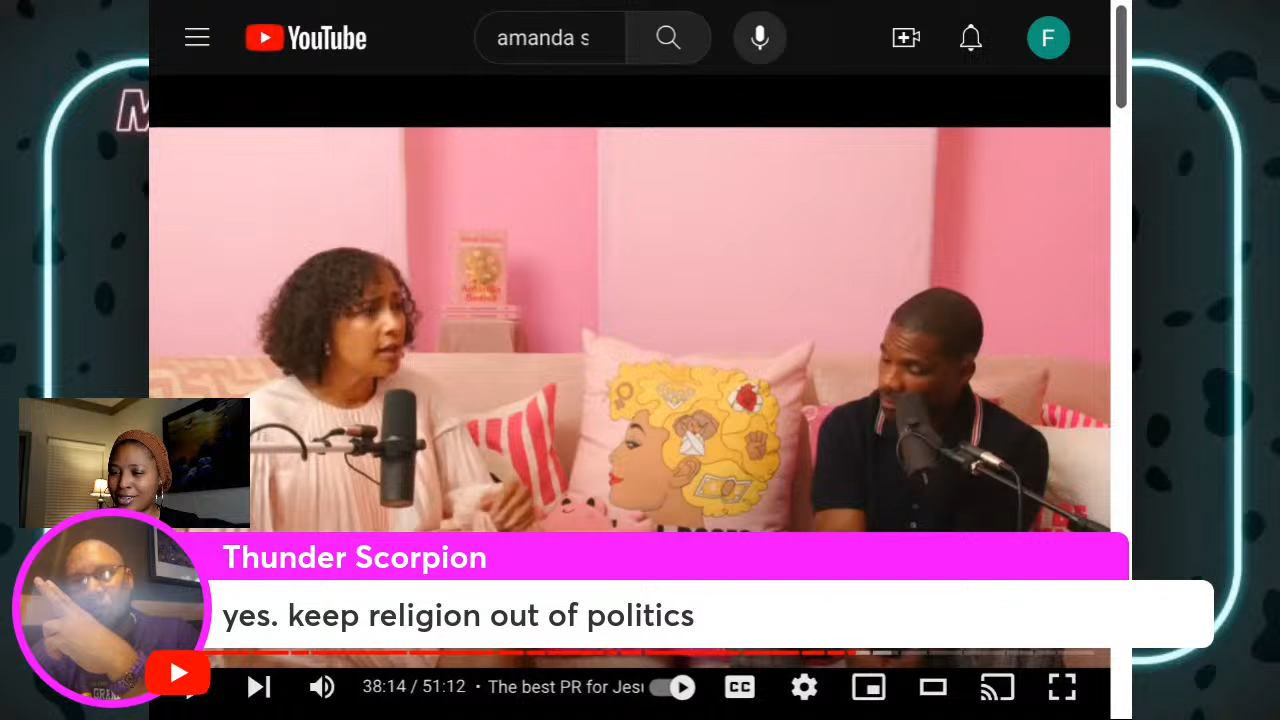 YouTube
amanda s
F
M
Thunder Scorpion
yes. keep religion out of politics
38:14 / 51:12 • The best PR for Jes
CC